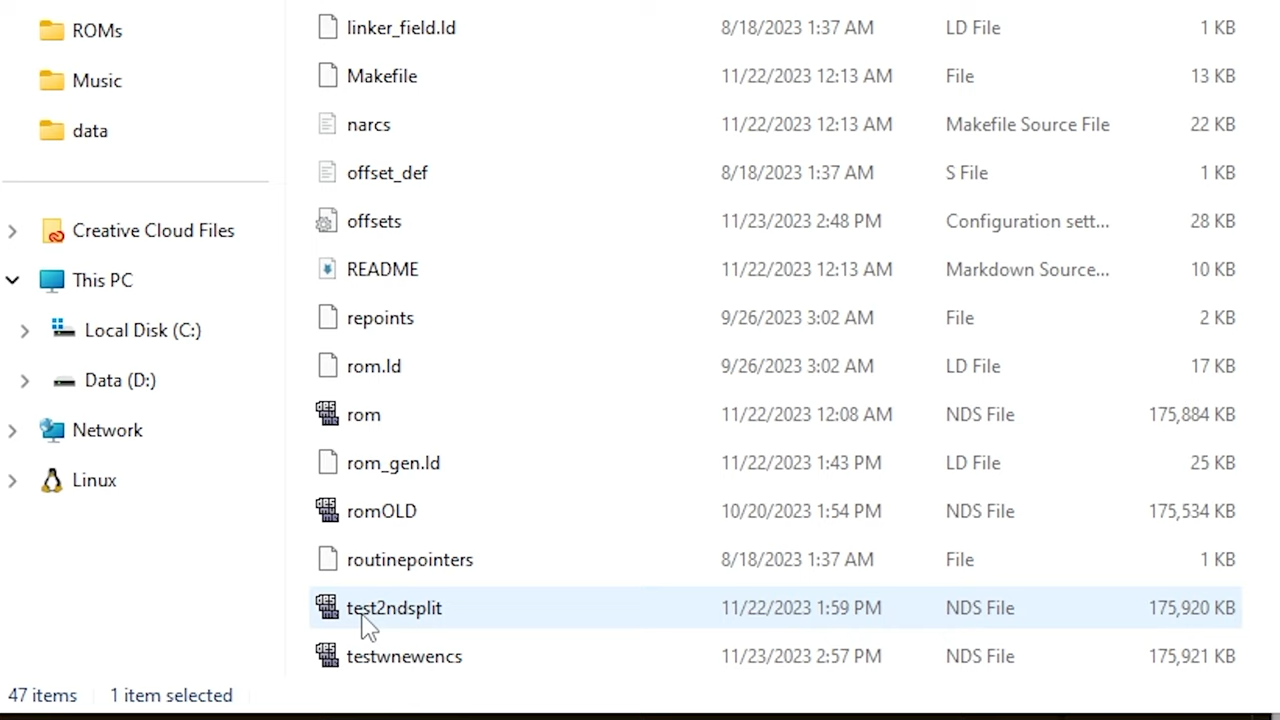 ROMs
Music
data
Creative Cloud Files
This PC
Local Disk (C:)
Data (D:)
Network
Linux
linker_field.ld 8/18/2023 1:37 AM LD File 1 KB
Makefile 11/22/2023 12:13 AM File 13 KB
narcs 11/22/2023 12:13 AM Makefile Source File 22 KB
offset_def 8/18/2023 1:37 AM S File 1 KB
offsets 11/23/2023 2:48 PM Configuration sett... 28 KB
README 11/22/2023 12:13 AM Markdown Source... 10 KB
repoints 9/26/2023 3:02 AM File 2 KB
rom.ld 9/26/2023 3:02 AM LD File 17 KB
rom 11/22/2023 12:08 AM NDS File 175,884 KB
rom_gen.ld 11/22/2023 1:43 PM LD File 25 KB
romOLD 10/20/2023 1:54 PM NDS File 175,534 KB
routinepointers 8/18/2023 1:37 AM File 1 KB
test2ndsplit 11/22/2023 1:59 PM NDS File 175,920 KB
testwnewencs 11/23/2023 2:57 PM NDS File 175,921 KB
47 items 1 item selected